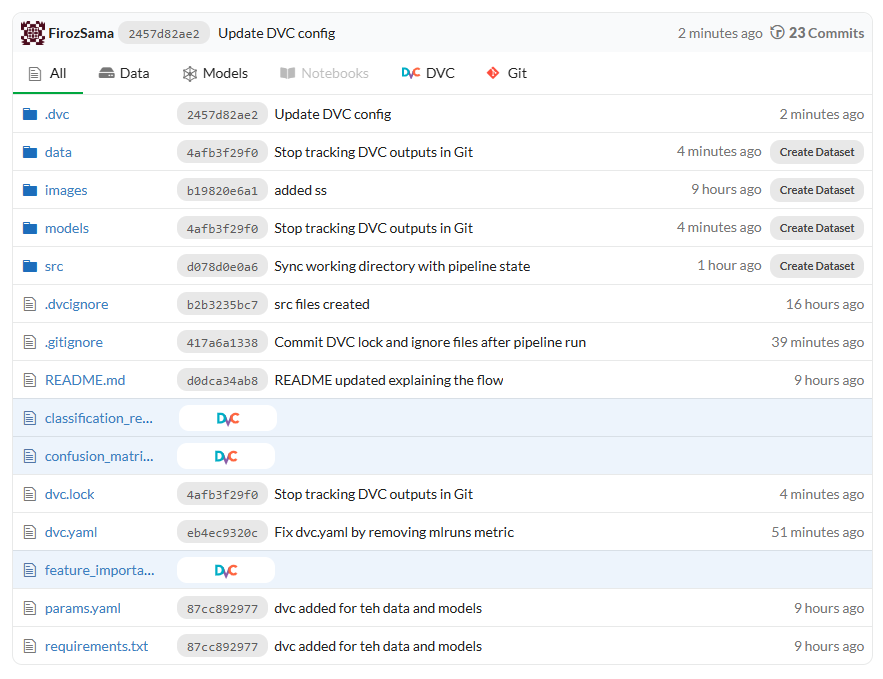 FirozSama 2457d82ae2 Update DVC config 2 minutes ago 23 Commits
All Data Models Notebooks DVC Git
.dvc 2457d82ae2 Update DVC config 2 minutes ago
data 4afb3f29f0 Stop tracking DVC outputs in Git 4 minutes ago Create Dataset
images b19820e6a1 added ss 9 hours ago Create Dataset
models 4afb3f29f0 Stop tracking DVC outputs in Git 4 minutes ago Create Dataset
src d078d0e0a6 Sync working directory with pipeline state 1 hour ago Create Dataset
.dvcignore b2b3235bc7 src files created 16 hours ago
.gitignore 417a6a1338 Commit DVC lock and ignore files after pipeline run 39 minutes ago
README.md d0dca34ab8 README updated explaining the flow 9 hours ago
classification_re... DVC
confusion_matri... DVC
dvc.lock 4afb3f29f0 Stop tracking DVC outputs in Git 4 minutes ago
dvc.yaml eb4ec9320c Fix dvc.yaml by removing mlruns metric 51 minutes ago
feature_importa... DVC
params.yaml 87cc892977 dvc added for teh data and models 9 hours ago
requirements.txt 87cc892977 dvc added for teh data and models 9 hours ago